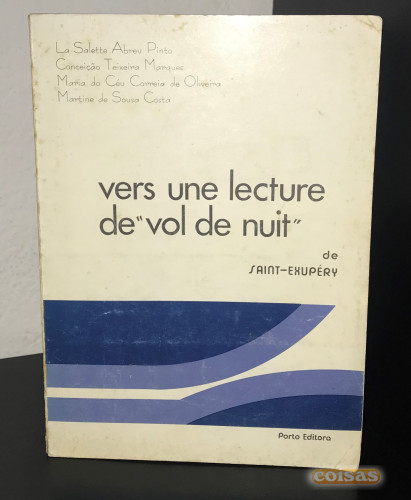 La Salette Abreu Pinto
Conceição Teixeira Marques
Maria do Céu Correia de Oliveira
Martine de Sousa Costa
vers une lecture
de "vol de nuit"
de
SAINT-EXUPÉRY
Porto Editora
coisas